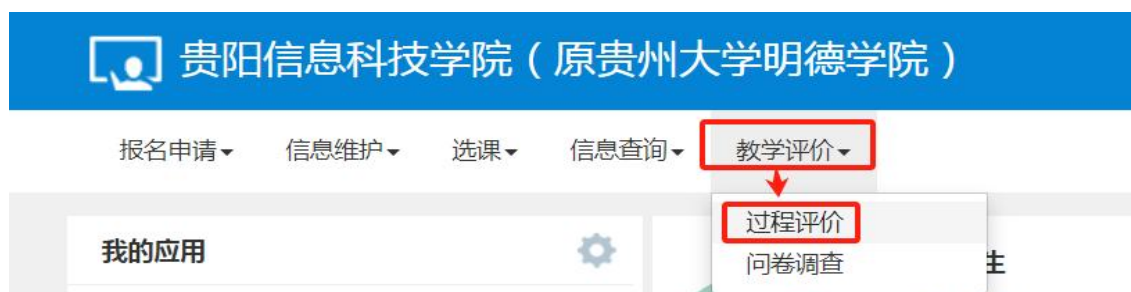 贵阳信息科技学院（原贵州大学明德学院）
报名申请 信息维护 选课 信息查询 教学评价
过程评价
我的应用
问卷调查
生